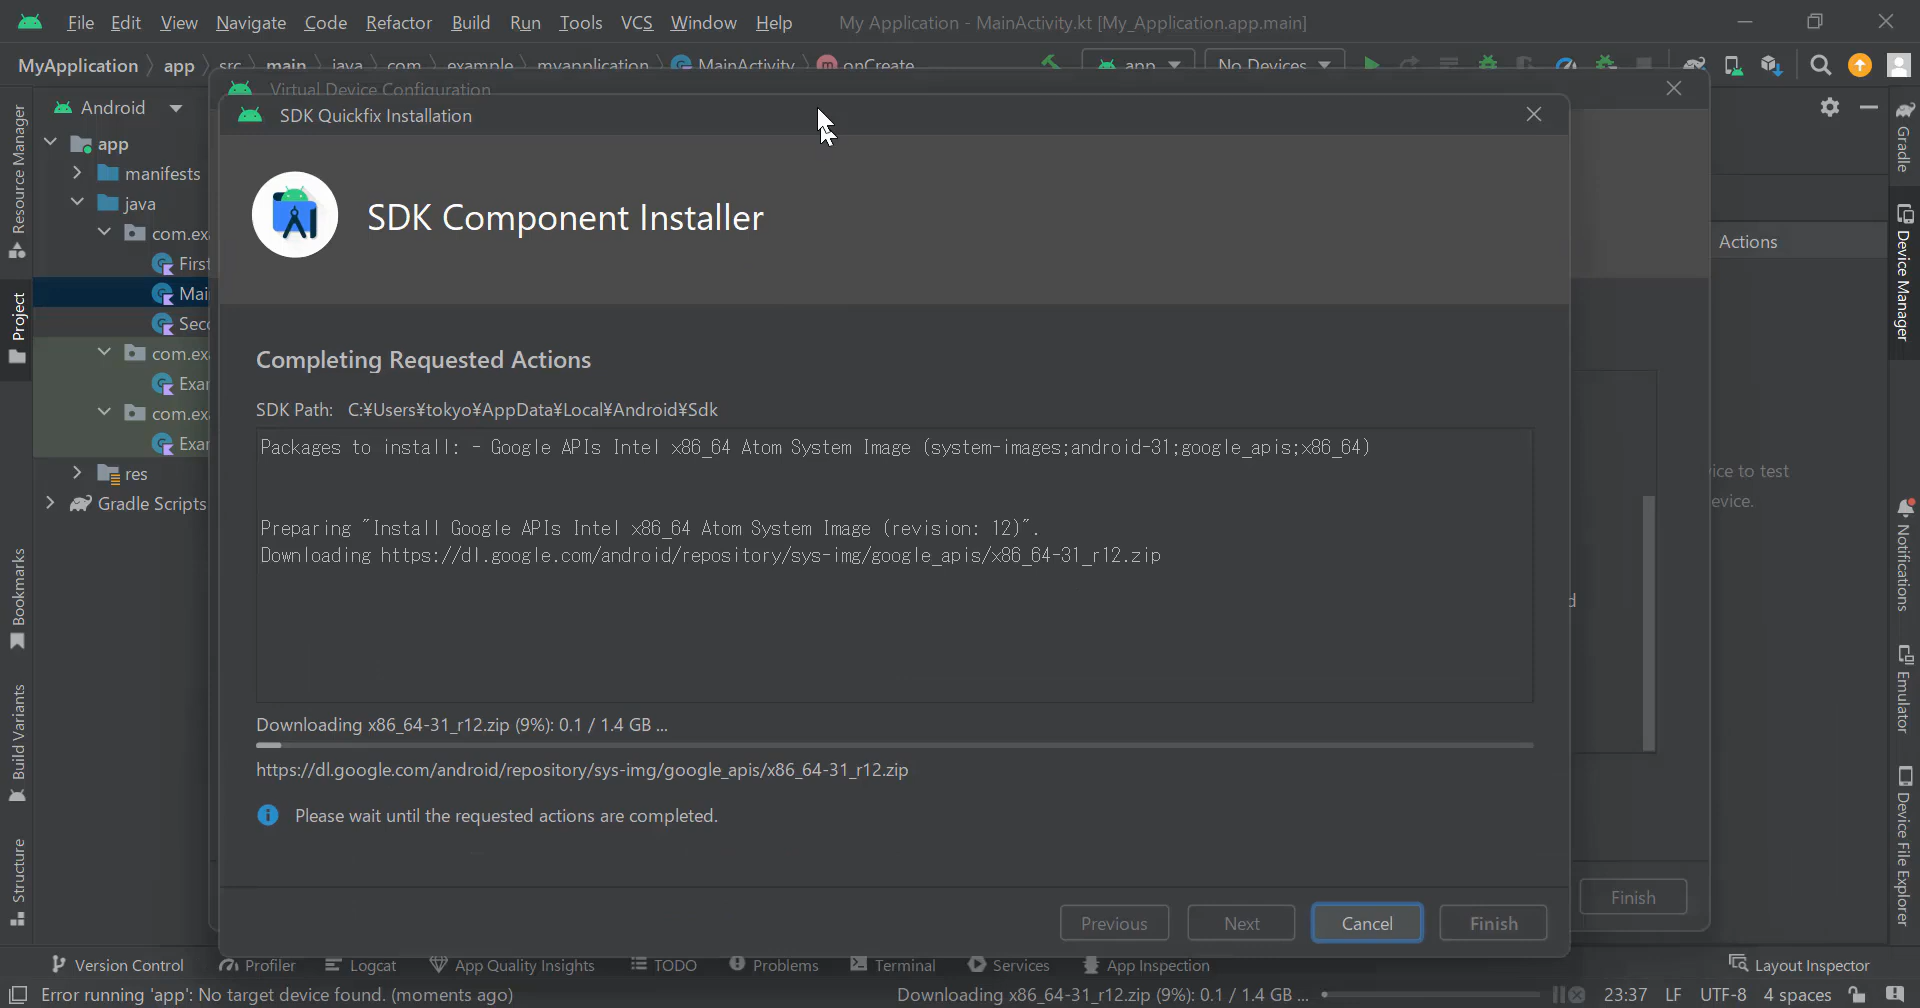 File Edit View Navigate Code Refactor Build Run Tools VCS Window Help My Application - MainActivity.kt [My_Application.app.main]
MyApplication app src main java com example myapplication MainActivity onCreate app No Devices
Virtual Device Configuration
SDK Quickfix Installation
Android
app
manifests
java
com.exa
First
Mai
Seco
com.exa
Exar
com.exa
Exar
res
Gradle Scripts
Resource Manager
Project
Bookmarks
Build Variants
Structure
SDK Component Installer
Completing Requested Actions
SDK Path: C:¥Users¥tokyo¥AppData¥Local¥Android¥Sdk
Packages to install: - Google APIs Intel x86_64 Atom System Image (system-images;android-31;google_apis;x86_64)
Preparing "Install Google APIs Intel x86_64 Atom System Image (revision: 12)".
Downloading https://dl.google.com/android/repository/sys-img/google_apis/x86_64-31_r12.zip
Downloading x86_64-31_r12.zip (9%): 0.1 / 1.4 GB ...
https://dl.google.com/android/repository/sys-img/google_apis/x86_64-31_r12.zip
Please wait until the requested actions are completed.
Previous Next Cancel Finish
Finish
Actions
ice to test
evice.
d
Gradle
Device Manager
Notifications
Emulator
Device File Explorer
Version Control Profiler Logcat App Quality Insights TODO Problems Terminal Services App Inspection Layout Inspector
Error running 'app': No target device found. (moments ago) Downloading x86_64-31_r12.zip (9%): 0.1 / 1.4 GB ... 23:37 LF UTF-8 4 spaces